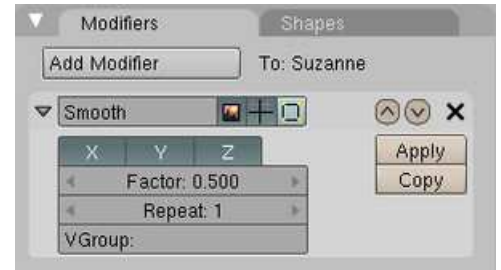 Modifiers Shapes
Add Modifier To: Suzanne
Smooth
X Y Z Apply
Factor: 0.500 Copy
Repeat: 1
VGroup: